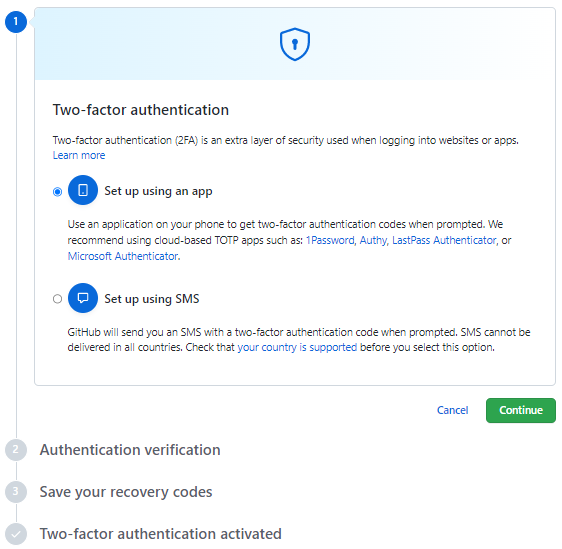 1
Two-factor authentication
Two-factor authentication (2FA) is an extra layer of security used when logging into websites or apps.
Learn more
Set up using an app
Use an application on your phone to get two-factor authentication codes when prompted. We
recommend using cloud-based TOTP apps such as: 1Password, Authy, LastPass Authenticator, or
Microsoft Authenticator.
Set up using SMS
GitHub will send you an SMS with a two-factor authentication code when prompted. SMS cannot be
delivered in all countries. Check that your country is supported before you select this option.
Cancel
Continue
2
Authentication verification
3
Save your recovery codes
Two-factor authentication activated